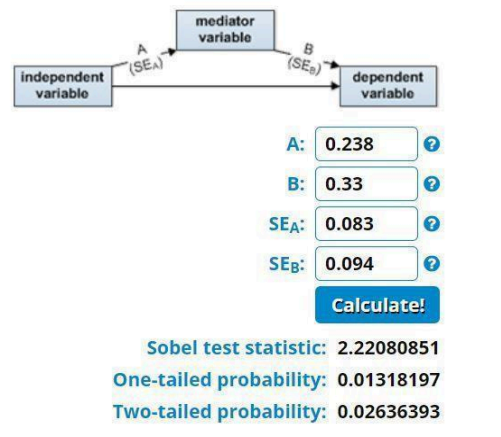 mediator
variable
A
(SEA)
B
(SEB)
independent
variable
dependent
variable
A: 0.238 ?
B: 0.33 ?
SEA: 0.083 ?
SEB: 0.094 ?
Calculate!
Sobel test statistic: 2.22080851
One-tailed probability: 0.01318197
Two-tailed probability: 0.02636393